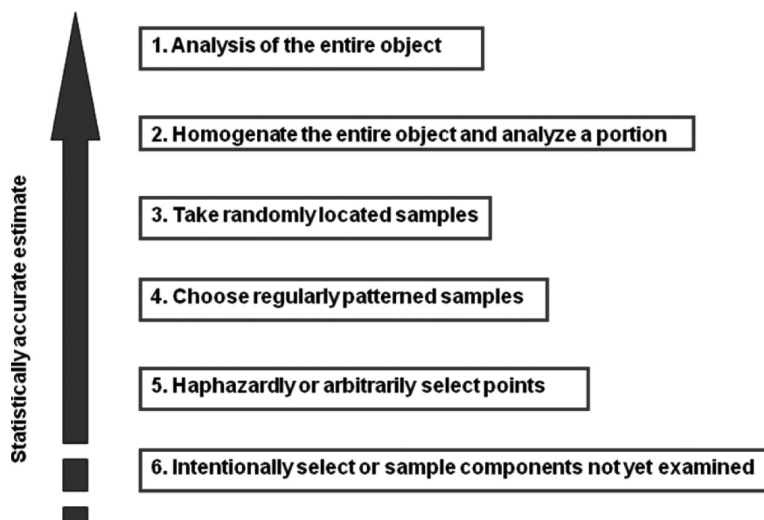 1. Analysis of the entire object
2. Homogenate the entire object and analyze a portion
3. Take randomly located samples
4. Choose regularly patterned samples
5. Haphazardly or arbitrarily select points
6. Intentionally select or sample components not yet examined
Statistically accurate estimate